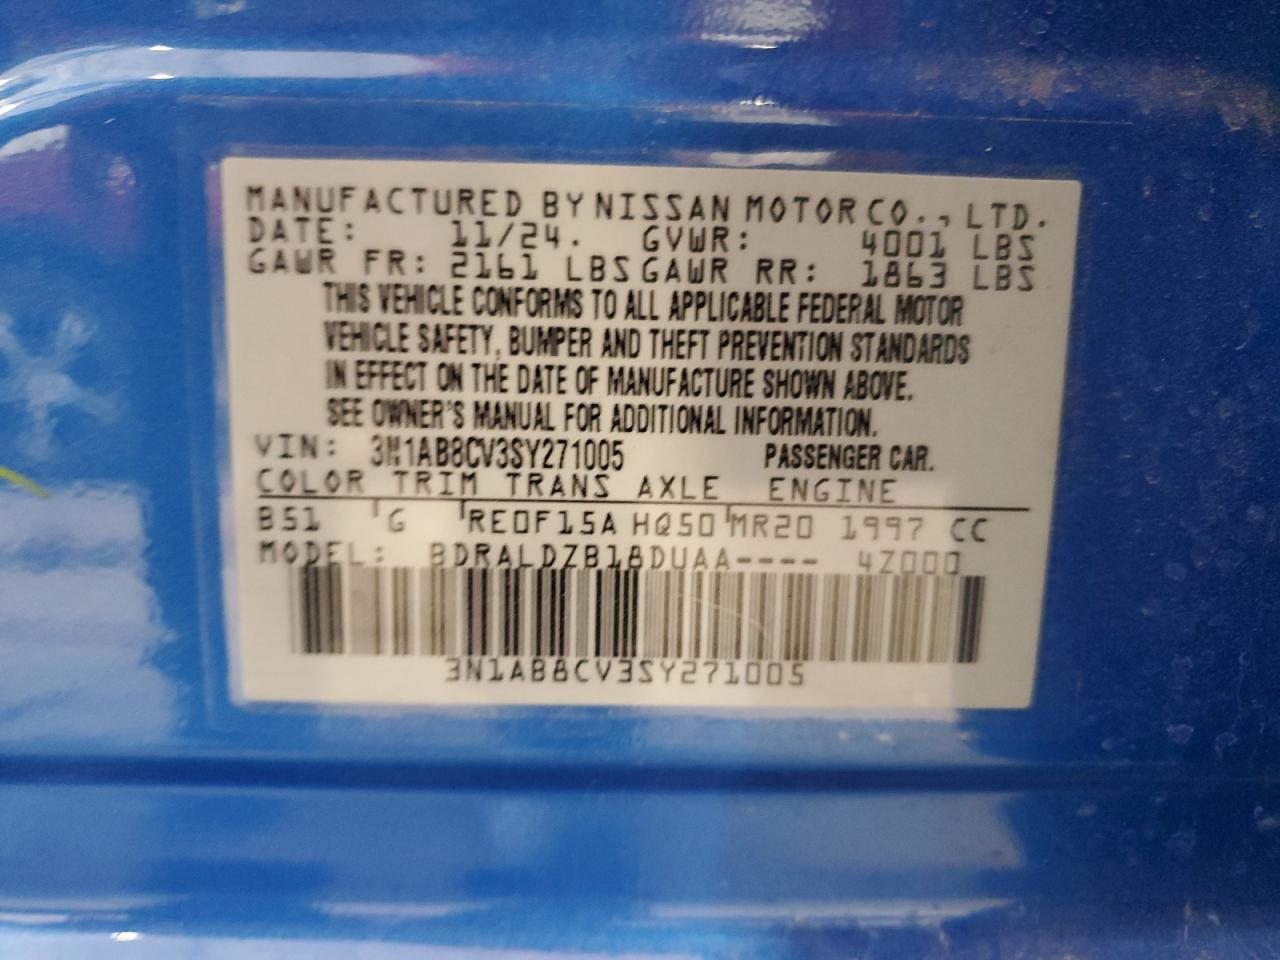 MANUFACTURED BY NISSAN MOTOR CO., LTD.
DATE: 11/24. GVWR: 4001 LBS
GAWR FR: 2161 LBS GAWR RR: 1863 LBS
THIS VEHICLE CONFORMS TO ALL APPLICABLE FEDERAL MOTOR
VEHICLE SAFETY, BUMPER AND THEFT PREVENTION STANDARDS
IN EFFECT ON THE DATE OF MANUFACTURE SHOWN ABOVE.
SEE OWNER'S MANUAL FOR ADDITIONAL INFORMATION.
VIN: 3N1AB8CV3SY271005 PASSENGER CAR.
COLOR TRIM TRANS AXLE ENGINE
B51 G RE0F15A HQ50 MR20 1997 CC
MODEL: BDRALDZB18DUAA---- 4Z000
3N1AB8CV3SY271005